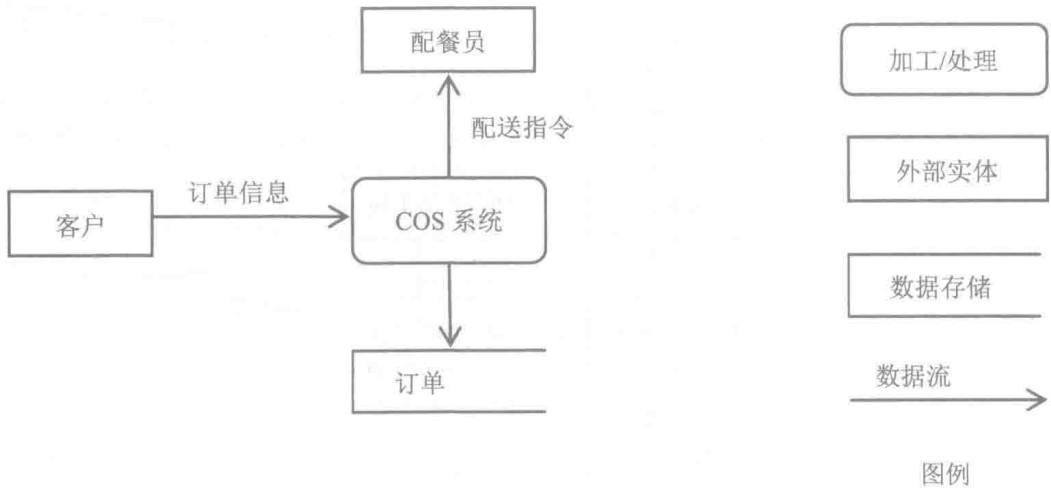 配餐员
加工/处理
配送指令
外部实体
订单信息
客户
COS 系统
数据存储
订单
数据流
图例